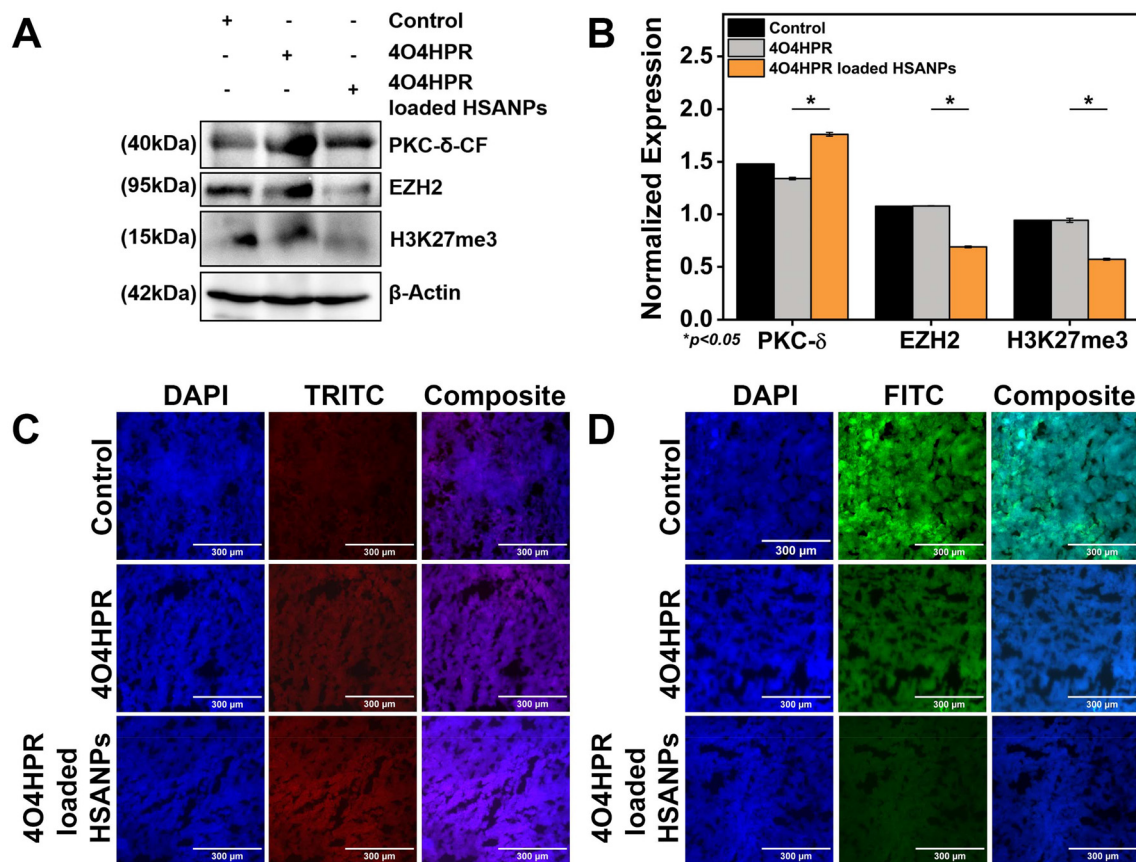 A
+ - - Control
- + - 4O4HPR
- - + 4O4HPR
loaded HSANPs
(40kDa) PKC-δ-CF
(95kDa) EZH2
(15kDa) H3K27me3
(42kDa) β-Actin
B
Control
4O4HPR
4O4HPR loaded HSANPs
Normalized Expression
2.5
2.0
1.5
1.0
0.5
0.0
* * *
*p<0.05
PKC-δ EZH2 H3K27me3
C
DAPI TRITC Composite
Control
300 µm 300 µm 300 µm
4O4HPR
300 µm 300 µm 300 µm
4O4HPR
loaded
HSANPs
300 µm 300 µm 300 µm
D
DAPI FITC Composite
Control
300 µm 300 µm 300 µm
4O4HPR
300 µm 300 µm 300 µm
4O4HPR
loaded
HSANPs
300 µm 300 µm 300 µm